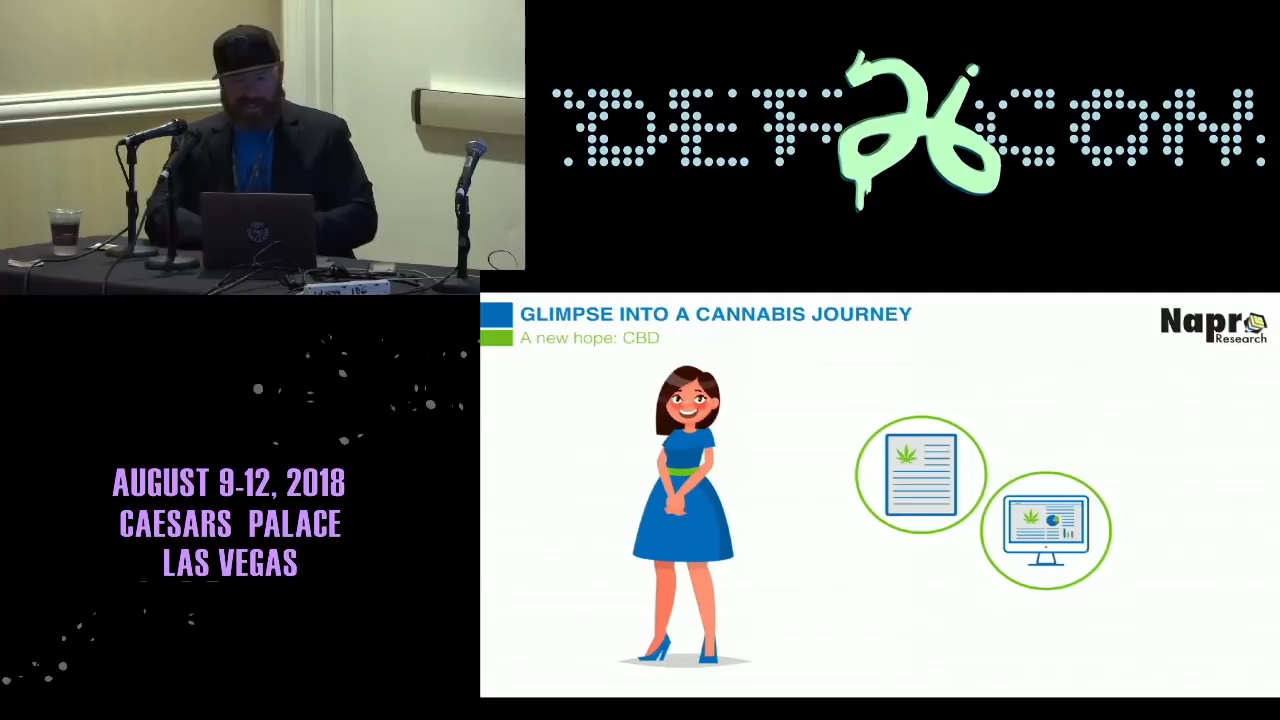 DEF 26 CON
GLIMPSE INTO A CANNABIS JOURNEY
A new hope: CBD
Napro
Research
AUGUST 9-12, 2018
CAESARS PALACE
LAS VEGAS